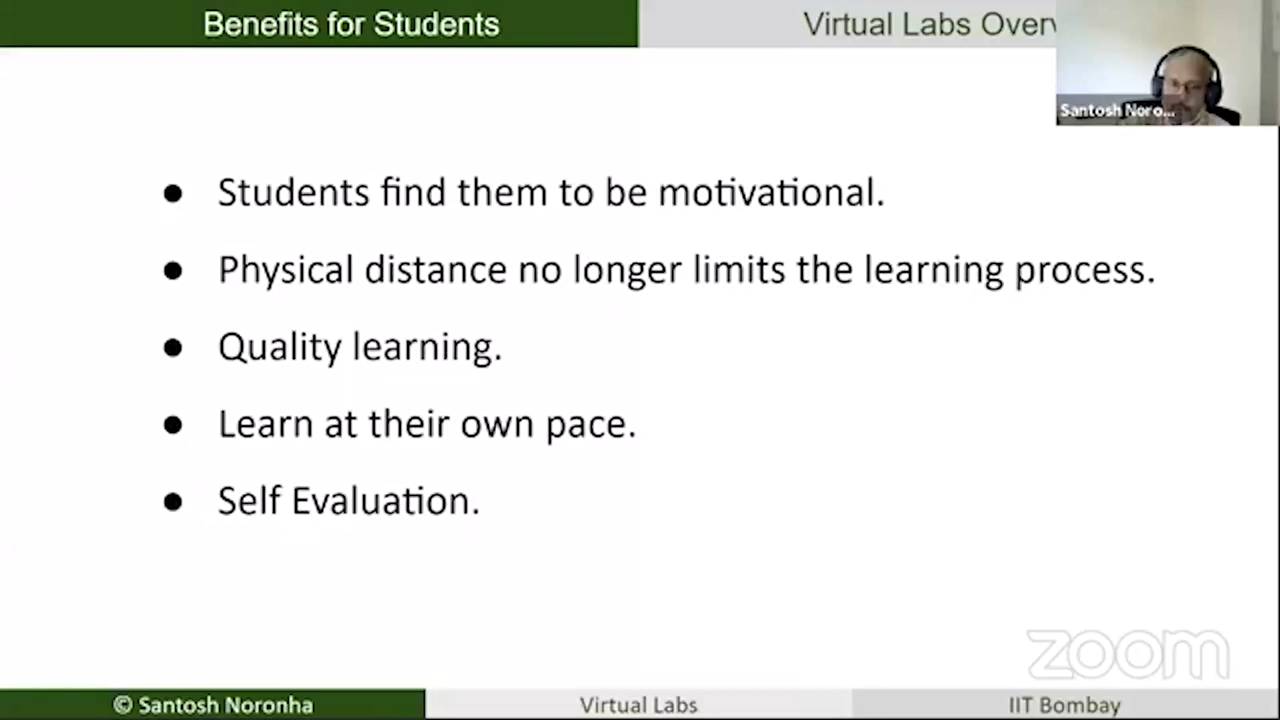 Benefits for Students
Virtual Labs Overv
Santosh Noro...
● Students find them to be motivational.
● Physical distance no longer limits the learning process.
● Quality learning.
● Learn at their own pace.
● Self Evaluation.
zoom
© Santosh Noronha
Virtual Labs
IIT Bombay